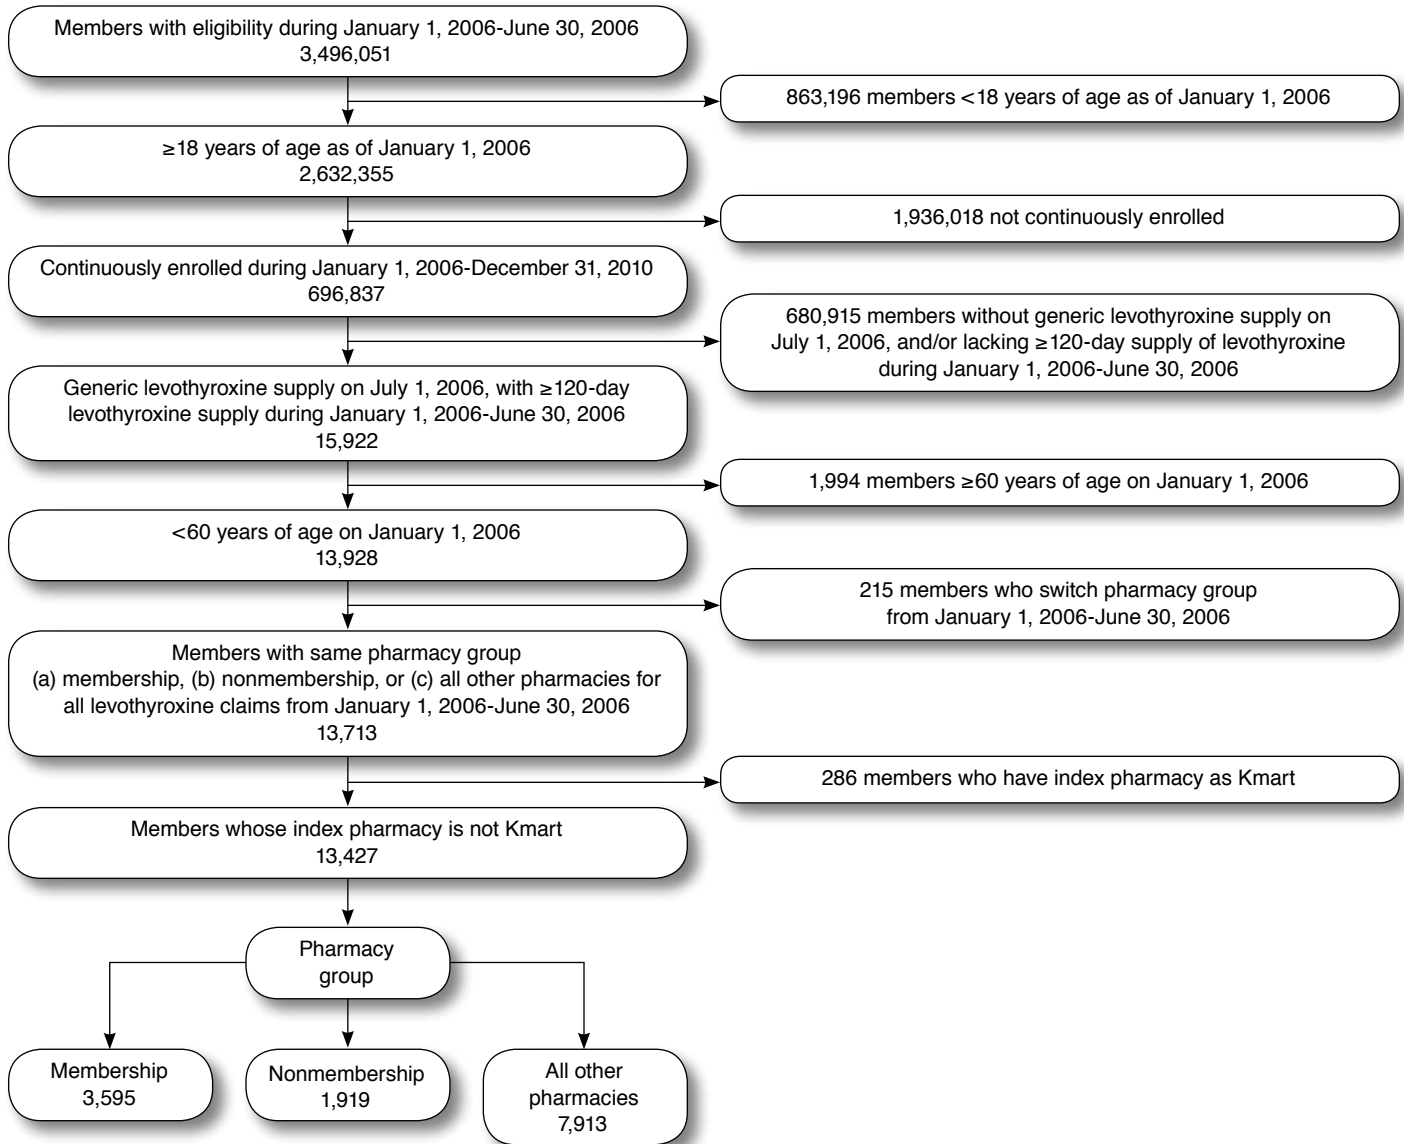 Members with eligibility during January 1, 2006-June 30, 2006
3,496,051
863,196 members <18 years of age as of January 1, 2006
≥18 years of age as of January 1, 2006
2,632,355
1,936,018 not continuously enrolled
Continuously enrolled during January 1, 2006-December 31, 2010
696,837
680,915 members without generic levothyroxine supply on
July 1, 2006, and/or lacking ≥120-day supply of levothyroxine
during January 1, 2006-June 30, 2006
Generic levothyroxine supply on July 1, 2006, with ≥120-day
levothyroxine supply during January 1, 2006-June 30, 2006
15,922
1,994 members ≥60 years of age on January 1, 2006
<60 years of age on January 1, 2006
13,928
215 members who switch pharmacy group
from January 1, 2006-June 30, 2006
Members with same pharmacy group
(a) membership, (b) nonmembership, or (c) all other pharmacies for
all levothyroxine claims from January 1, 2006-June 30, 2006
13,713
286 members who have index pharmacy as Kmart
Members whose index pharmacy is not Kmart
13,427
Pharmacy
group
Membership
3,595
Nonmembership
1,919
All other
pharmacies
7,913